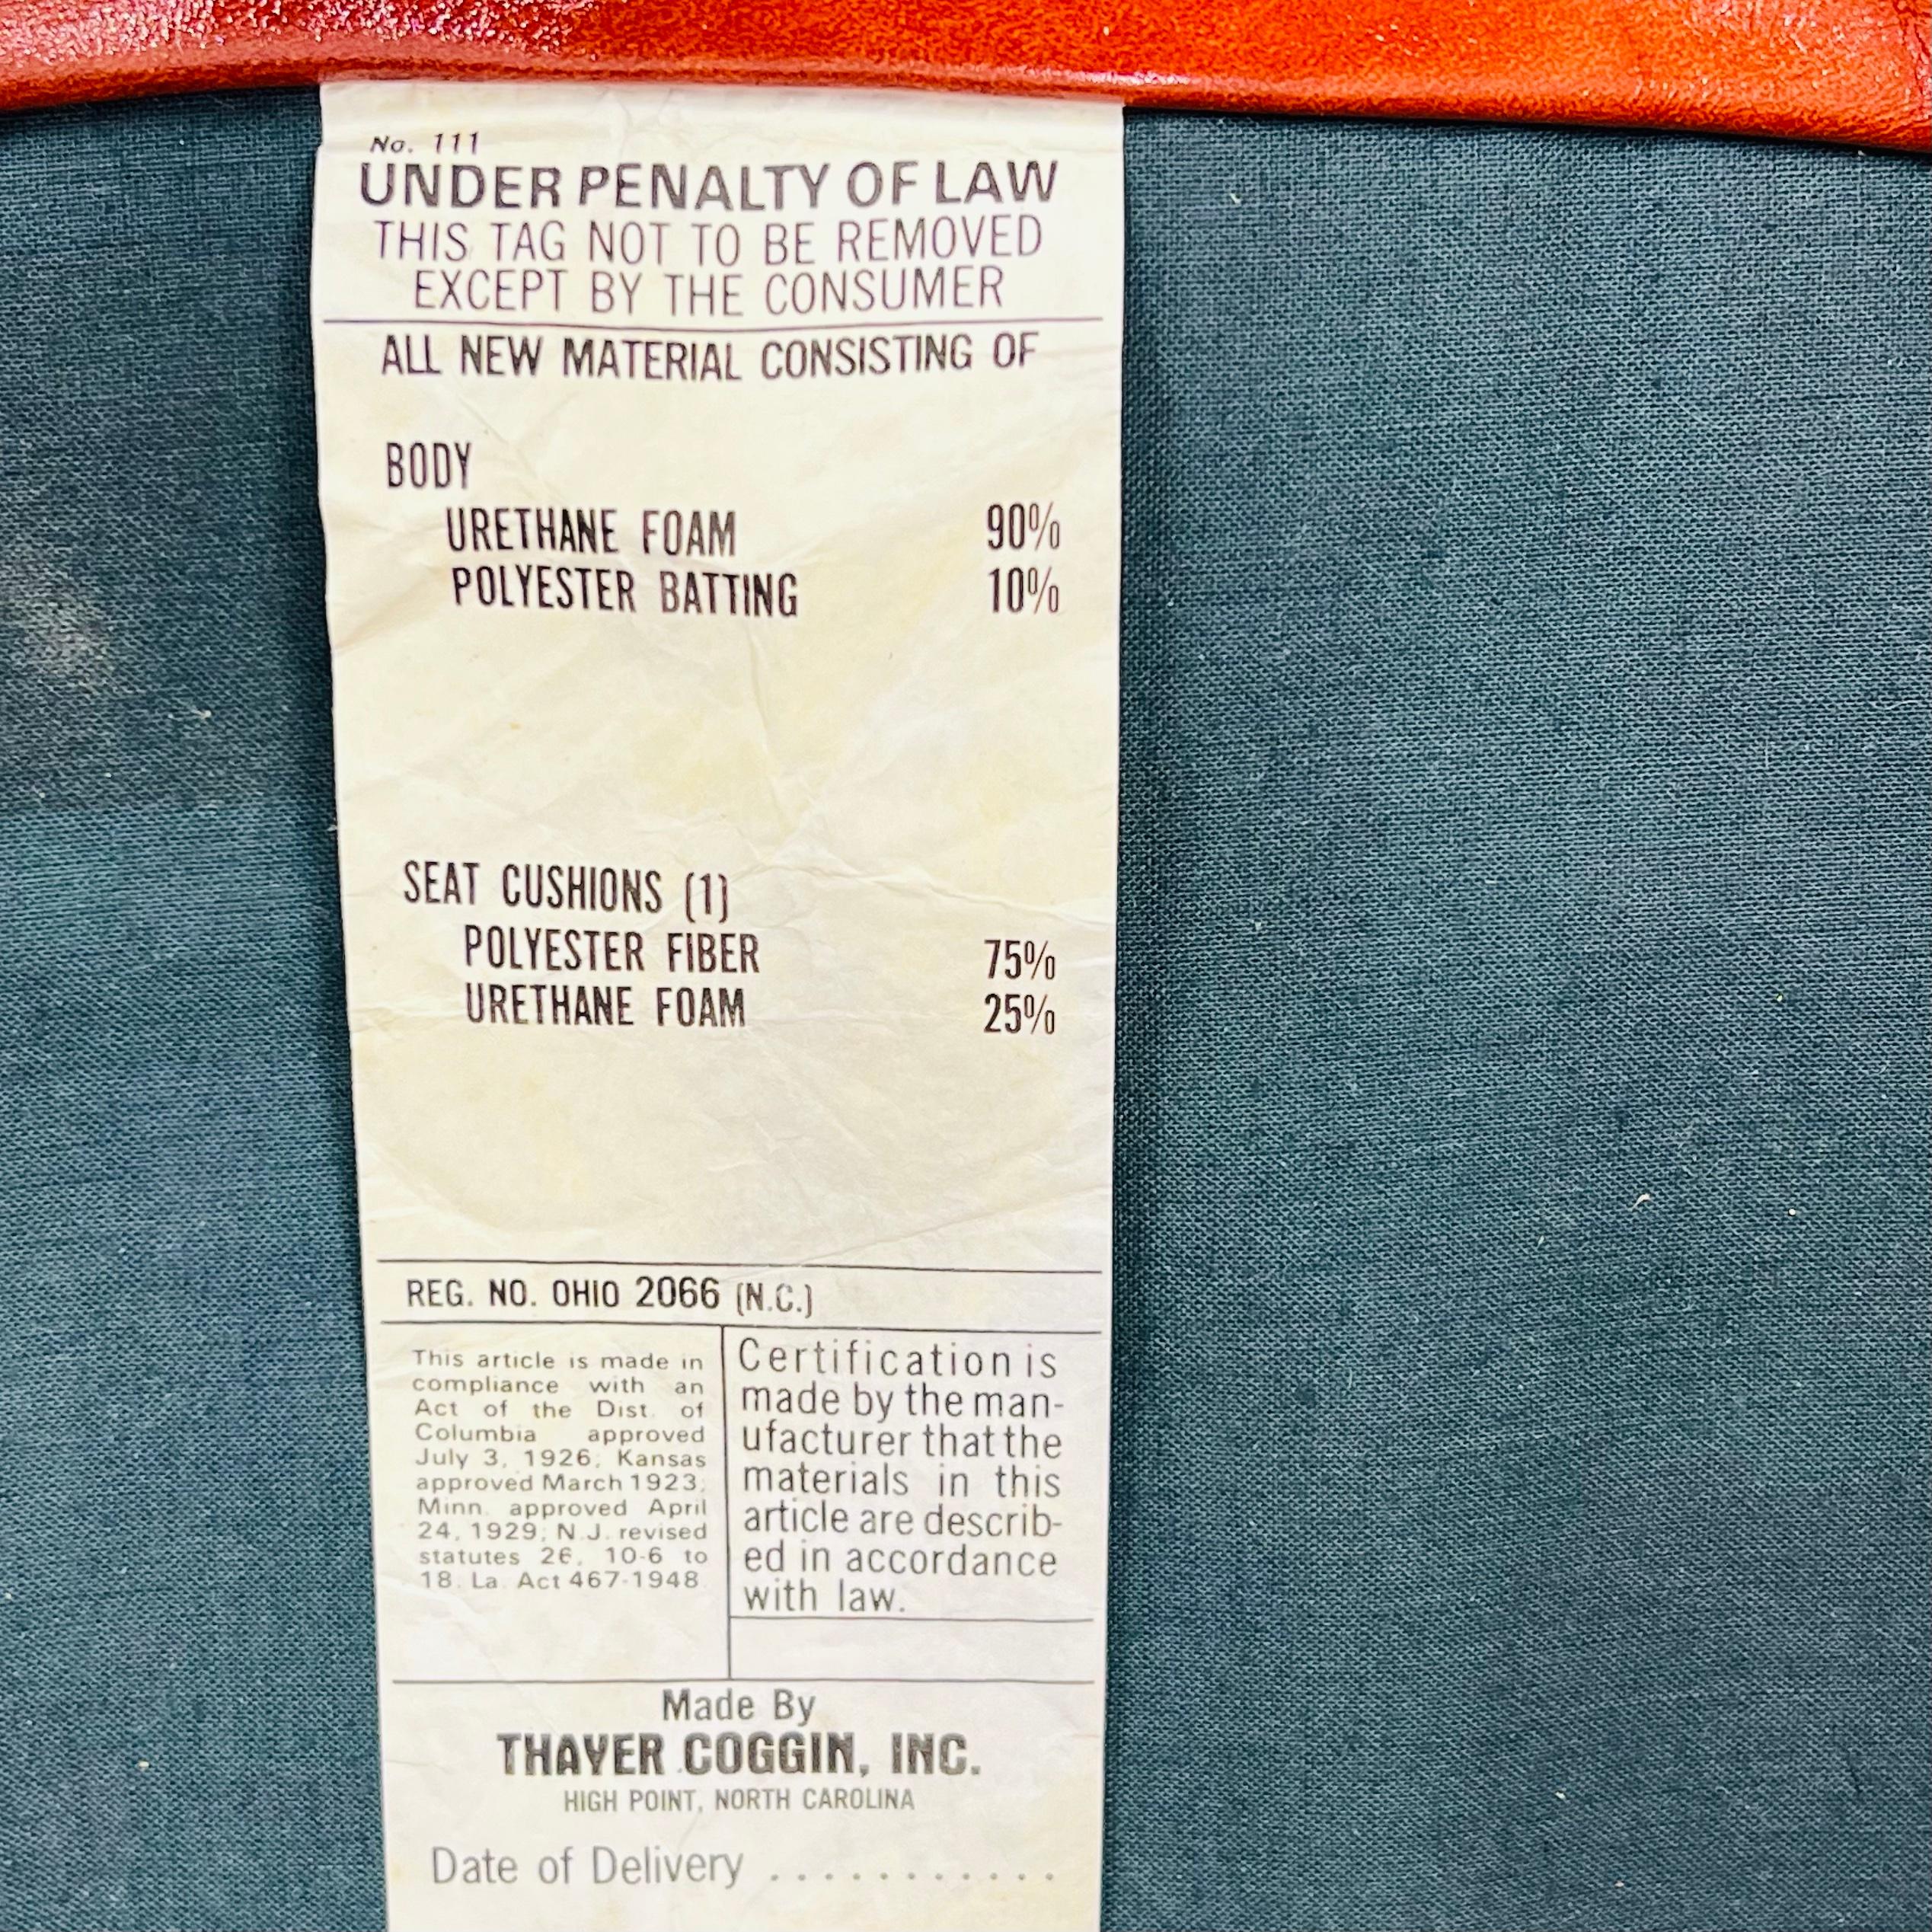 No. 111
UNDER PENALTY OF LAW
THIS TAG NOT TO BE REMOVED
EXCEPT BY THE CONSUMER
ALL NEW MATERIAL CONSISTING OF
BODY
URETHANE FOAM 90%
POLYESTER BATTING 10%
SEAT CUSHIONS (1)
POLYESTER FIBER 75%
URETHANE FOAM 25%
REG. NO. OHIO 2066 (N.C.)
This article is made in
compliance with an
Act of the Dist. of
Columbia approved
July 3, 1926; Kansas
approved March 1923;
Minn. approved April
24, 1929; N.J. revised
statutes 26, 10-6 to
18. La. Act 467-1948.
Certification is
made by the man-
ufacturer that the
materials in this
article are describ-
ed in accordance
with law.
Made By
THAYER COGGIN, INC.
HIGH POINT, NORTH CAROLINA
Date of Delivery ...........